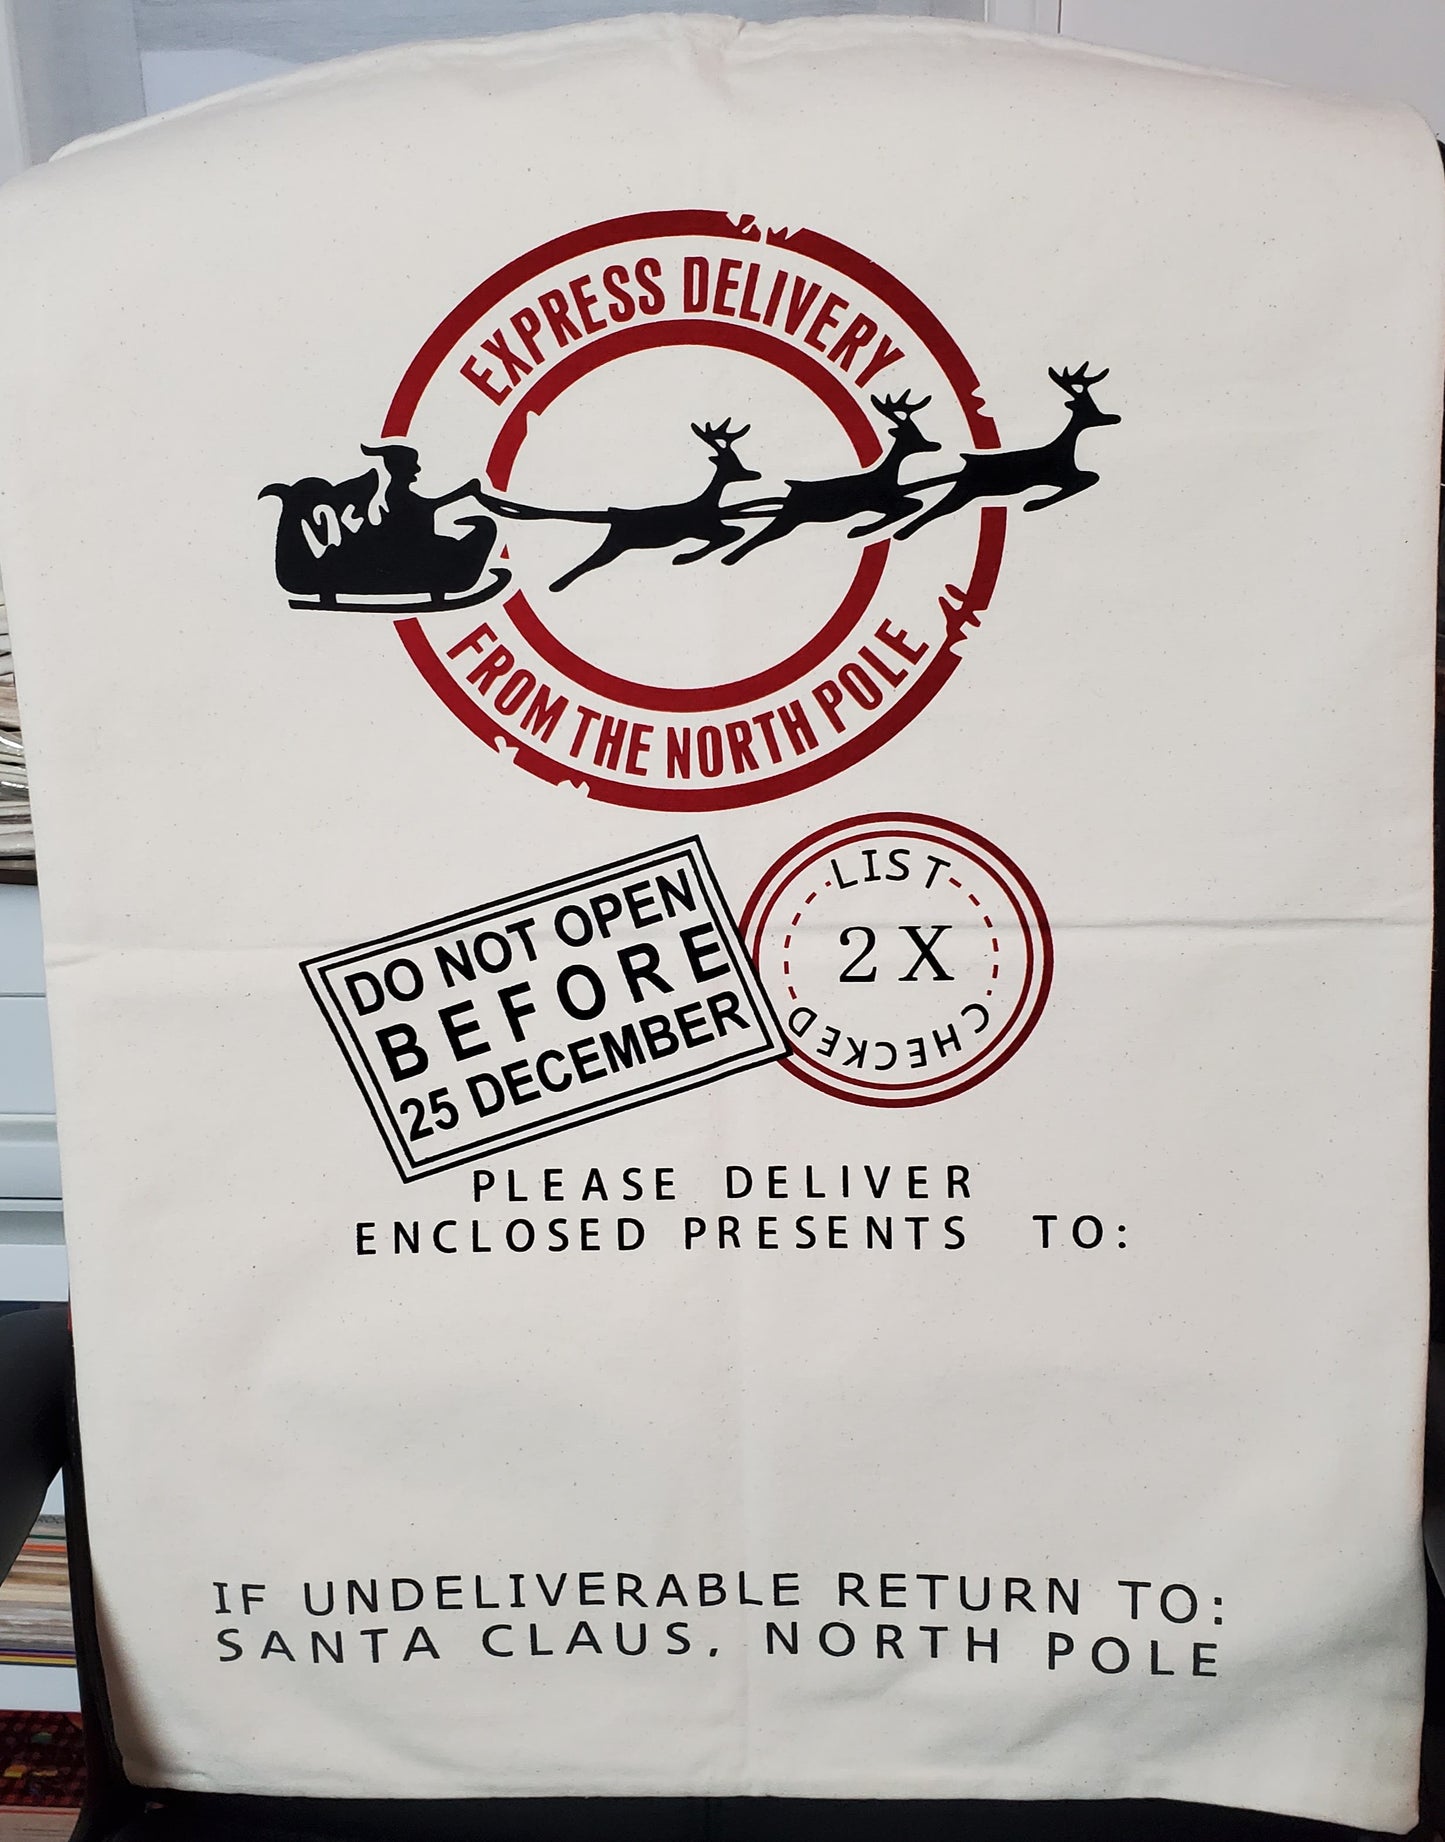 EXPRESS DELIVERY
FROM THE NORTH POLE
DO NOT OPEN
BEFORE
25 DECEMBER
LIST
2X
CHECKED
PLEASE DELIVER
ENCLOSED PRESENTS TO:
IF UNDELIVERABLE RETURN TO:
SANTA CLAUS, NORTH POLE